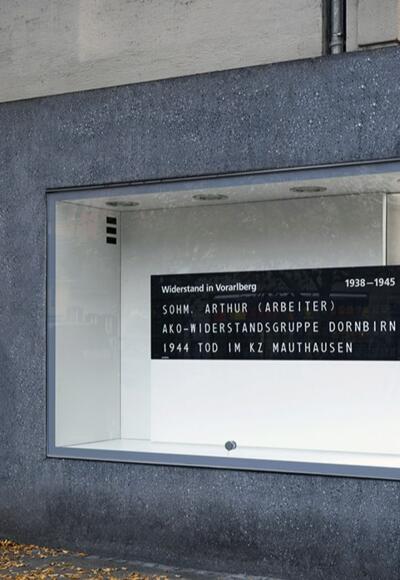 Widerstand in Vorarlberg 1938–1945
SOHM. ARTHUR (ARBEITER)
AKO-WIDERSTANDSGRUPPE DORNBIRN
1944 TOD IM KZ MAUTHAUSEN